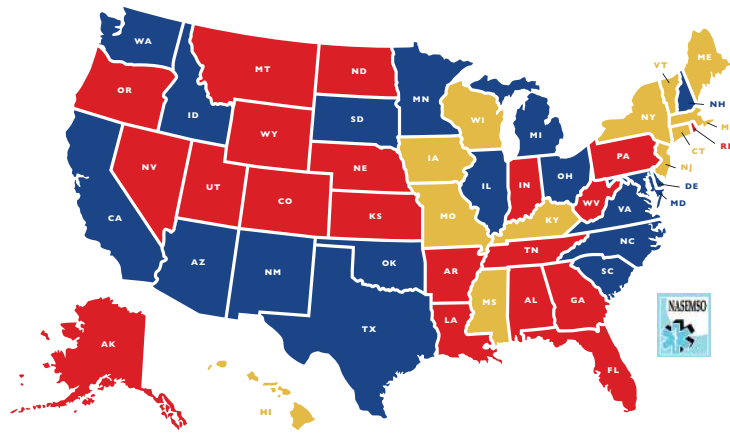 WA
MT
ND
MN
OR
ID
SD
WI
MI
VT
ME
NH
NY
M
CT
RI
WY
NE
IA
PA
NJ
NV
UT
CO
KS
MO
IL
IN
OH
WV
DE
MD
VA
KY
CA
AZ
NM
OK
AR
TN
NC
SC
TX
LA
MS
AL
GA
FL
AK
HI
NASEMSO